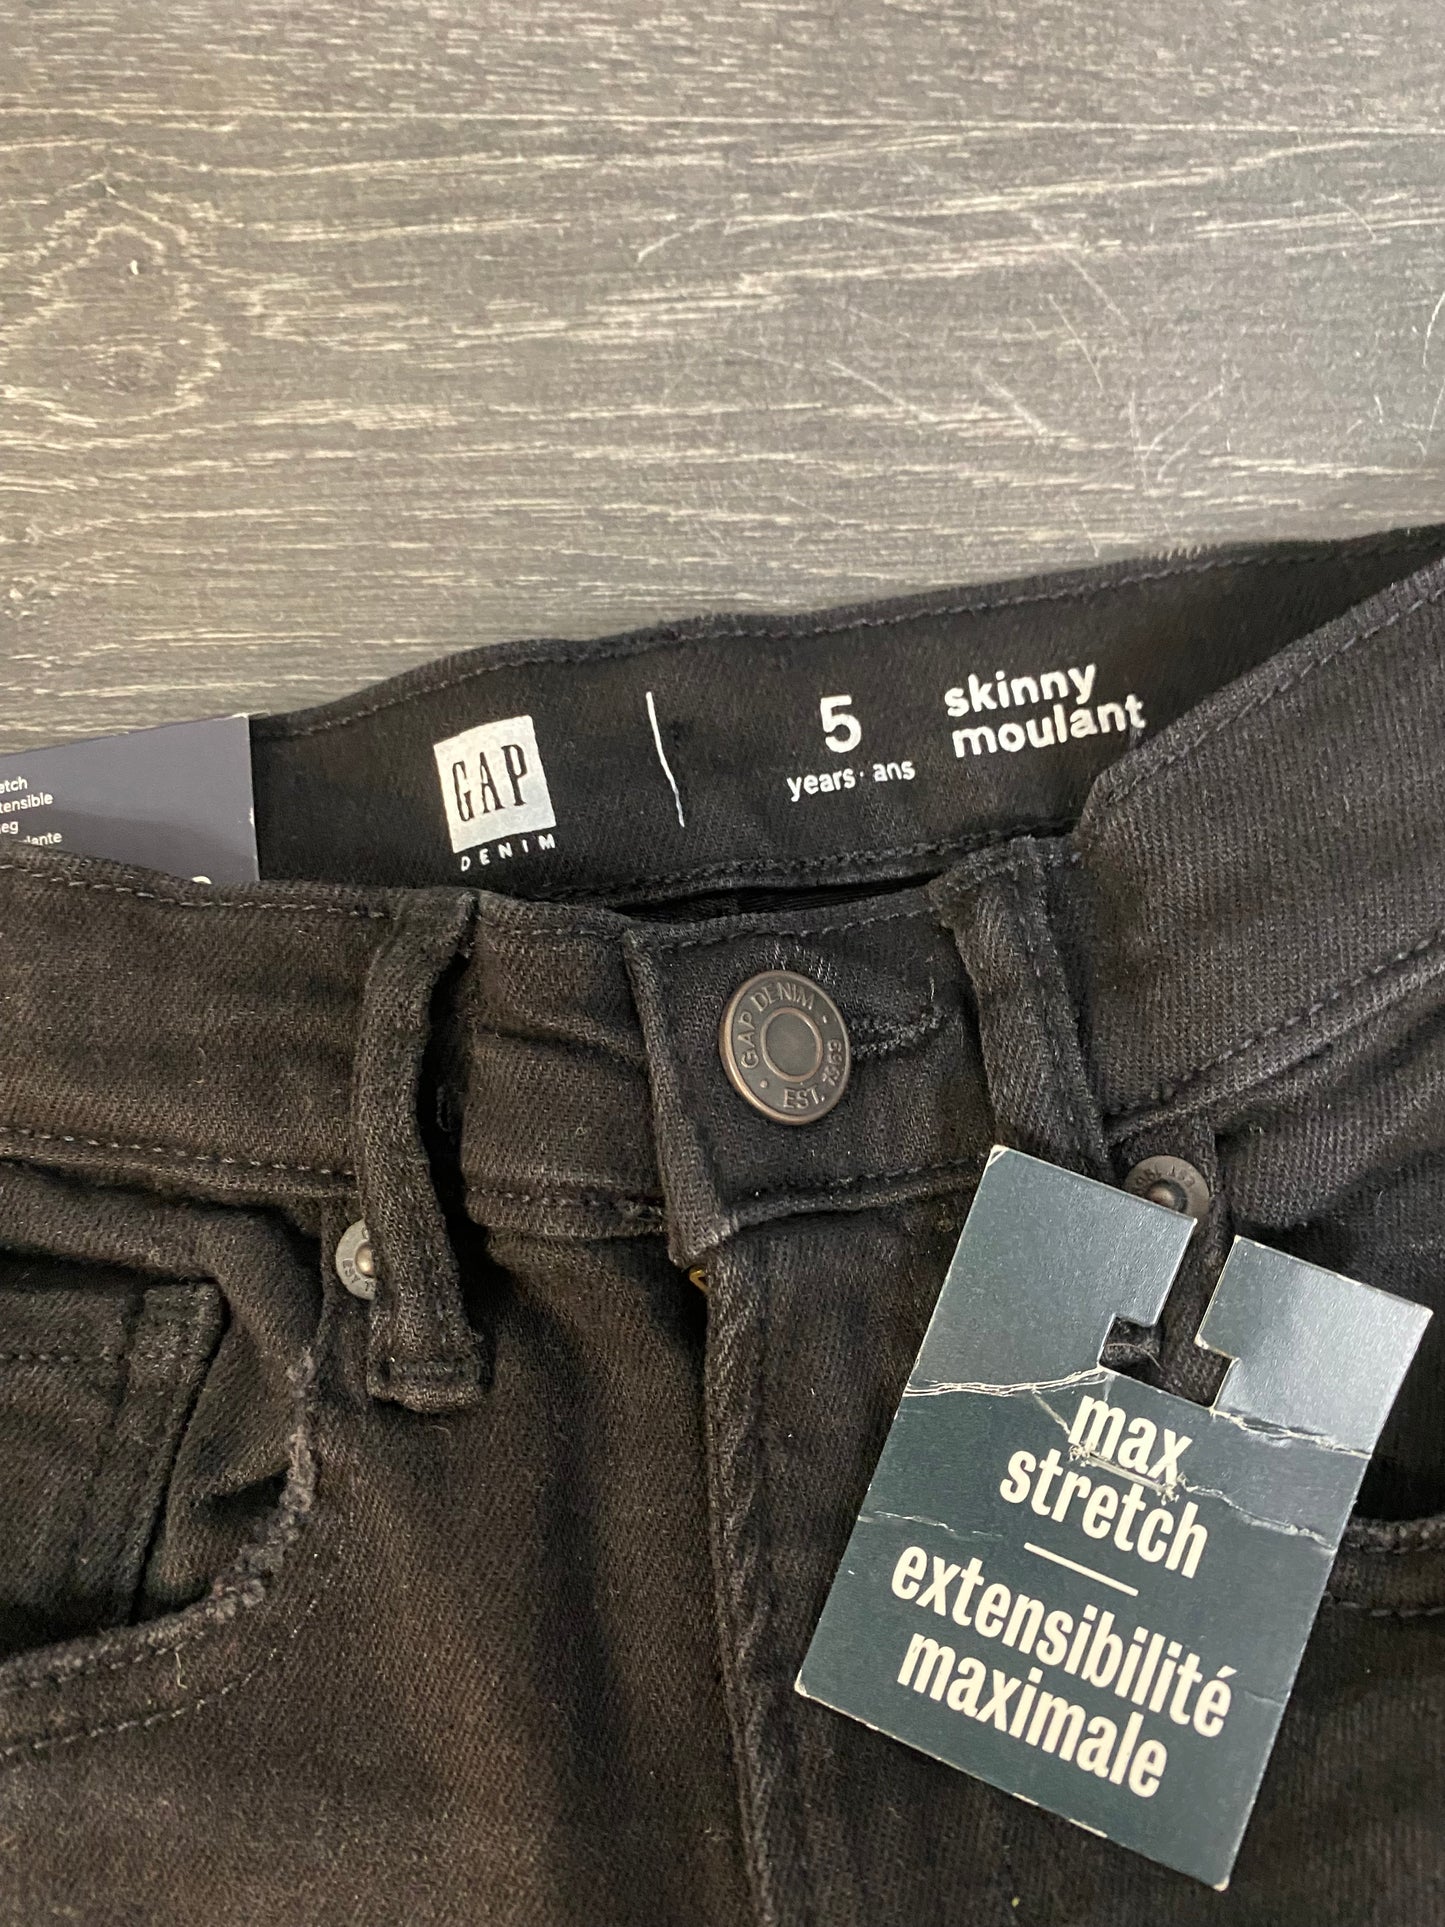 GAP
DENIM
5
years · ans
skinny
moulant
GAP DENIM · EST. 1969 ·
max
stretch
extensibilité
maximale